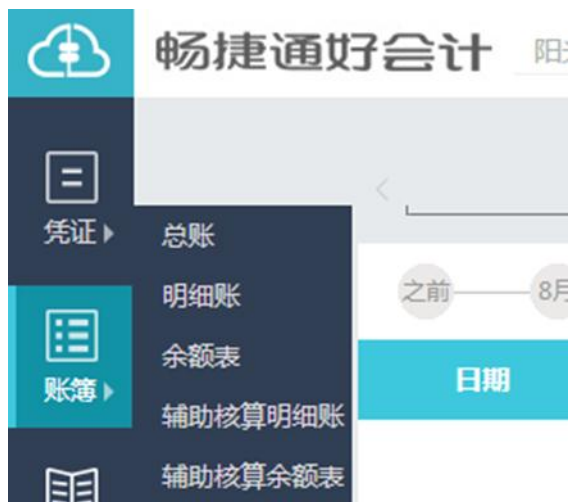 畅捷通好会计 阳
凭证
总账
明细账
余额表
账簿
辅助核算明细账
辅助核算余额表
之前 8月
日期